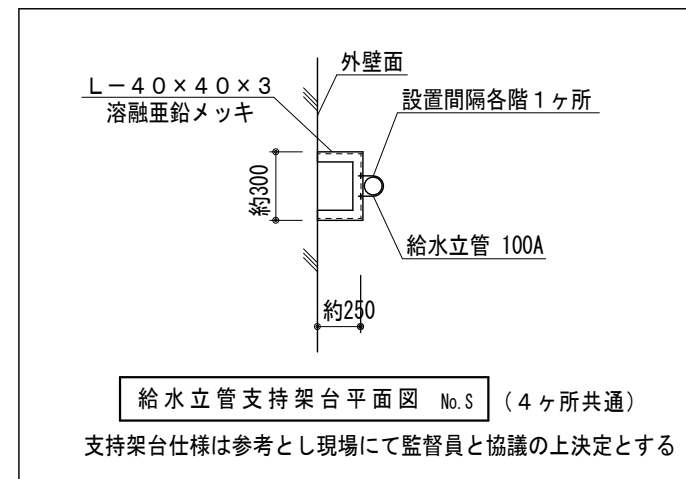 外壁面
L－40×40×3
溶融亜鉛メッキ
設置間隔各階1ヶ所
約300
給水立管 100A
約250
給水立管支持架台平面図 No.S (4ヶ所共通)
支持架台仕様は参考とし現場にて監督員と協議の上決定とする